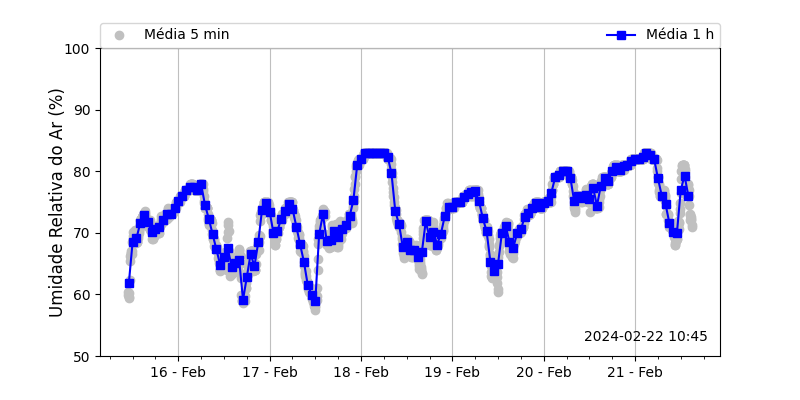 Média 5 min
Média 1 h
100
90
80
70
60
50
Umidade Relativa do Ar (%)
2024-02-22 10:45
16 - Feb
17 - Feb
18 - Feb
19 - Feb
20 - Feb
21 - Feb